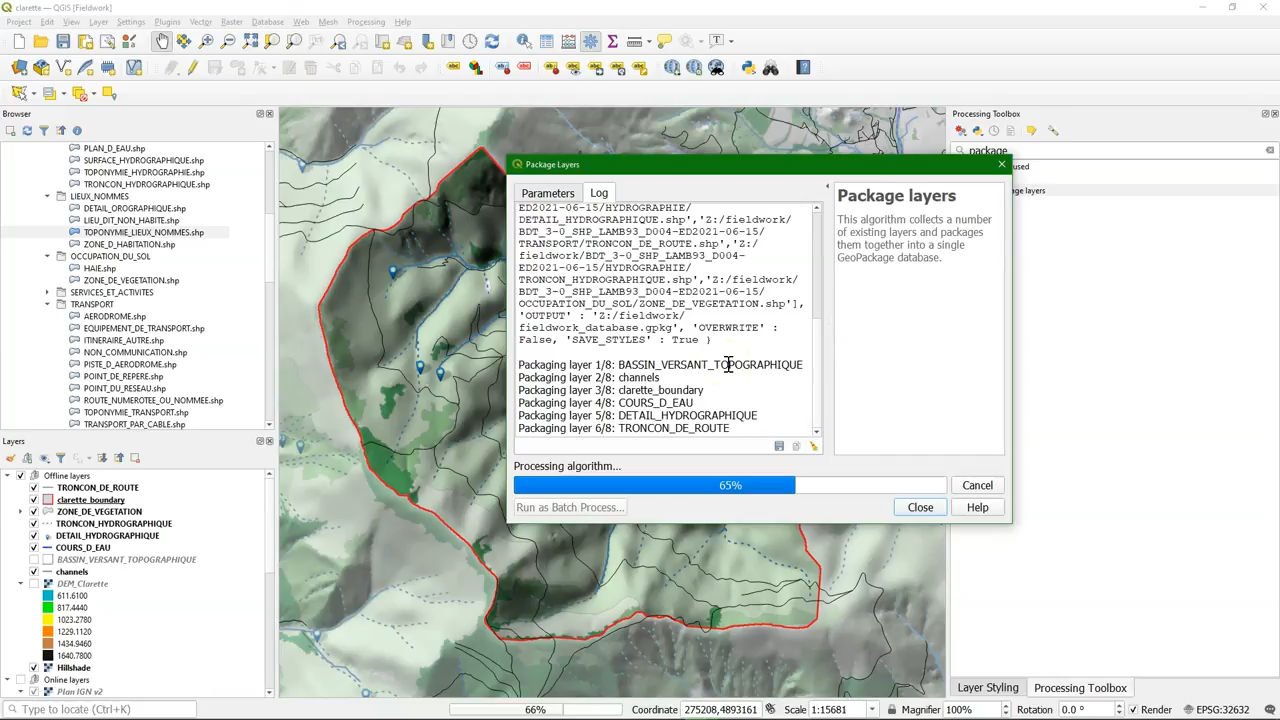 clarette — QGIS [Fieldwork]
Project Edit View Layer Settings Plugins Vector Raster Database Web Mesh Processing Help
Browser
PLAN_D_EAU.shp
SURFACE_HYDROGRAPHIQUE.shp
TOPONYMIE_HYDROGRAPHIE.shp
TRONCON_HYDROGRAPHIQUE.shp
LIEUX_NOMMES
DETAIL_OROGRAPHIQUE.shp
LIEU_DIT_NON_HABITE.shp
TOPONYMIE_LIEUX_NOMMES.shp
ZONE_D_HABITATION.shp
OCCUPATION_DU_SOL
HAIE.shp
ZONE_DE_VEGETATION.shp
SERVICES_ET_ACTIVITES
TRANSPORT
AERODROME.shp
EQUIPEMENT_DE_TRANSPORT.shp
ITINERAIRE_AUTRE.shp
NON_COMMUNICATION.shp
PISTE_D_AERODROME.shp
POINT_DE_REPERE.shp
POINT_DU_RESEAU.shp
ROUTE_NUMEROTEE_OU_NOMMEE.shp
TOPONYMIE_TRANSPORT.shp
TRANSPORT_PAR_CABLE.shp
Layers
Offline layers
TRONCON_DE_ROUTE
clarette_boundary
ZONE_DE_VEGETATION
TRONCON_HYDROGRAPHIQUE
DETAIL_HYDROGRAPHIQUE
COURS_D_EAU
BASSIN_VERSANT_TOPOGRAPHIQUE
channels
DEM_Clarette
611.6100
817.4440
1023.2780
1229.1120
1434.9460
1640.7800
Hillshade
Online layers
Plan IGN v2
Package Layers
Parameters Log
ED2021-06-15/HYDROGRAPHIE/
DETAIL_HYDROGRAPHIQUE.shp','Z:/fieldwork/
BDT_3-0_SHP_LAMB93_D004-ED2021-06-15/
TRANSPORT/TRONCON_DE_ROUTE.shp','Z:/
fieldwork/BDT_3-0_SHP_LAMB93_D004-
ED2021-06-15/HYDROGRAPHIE/
TRONCON_HYDROGRAPHIQUE.shp','Z:/fieldwork/
BDT_3-0_SHP_LAMB93_D004-ED2021-06-15/
OCCUPATION_DU_SOL/ZONE_DE_VEGETATION.shp'],
'OUTPUT' : 'Z:/fieldwork/
fieldwork_database.gpkg', 'OVERWRITE' :
False, 'SAVE_STYLES' : True }
Packaging layer 1/8: BASSIN_VERSANT_TOPOGRAPHIQUE
Packaging layer 2/8: channels
Packaging layer 3/8: clarette_boundary
Packaging layer 4/8: COURS_D_EAU
Packaging layer 5/8: DETAIL_HYDROGRAPHIQUE
Packaging layer 6/8: TRONCON_DE_ROUTE
Processing algorithm...
65%
Cancel
Run as Batch Process...
Close
Help
Package layers
This algorithm collects a number
of existing layers and packages
them together into a single
GeoPackage database.
Processing Toolbox
package
Layer Styling Processing Toolbox
Type to locate (Ctrl+K)
66%
Coordinate 275208,4893161
Scale 1:15681
Magnifier 100%
Rotation 0.0 °
Render
EPSG:32632